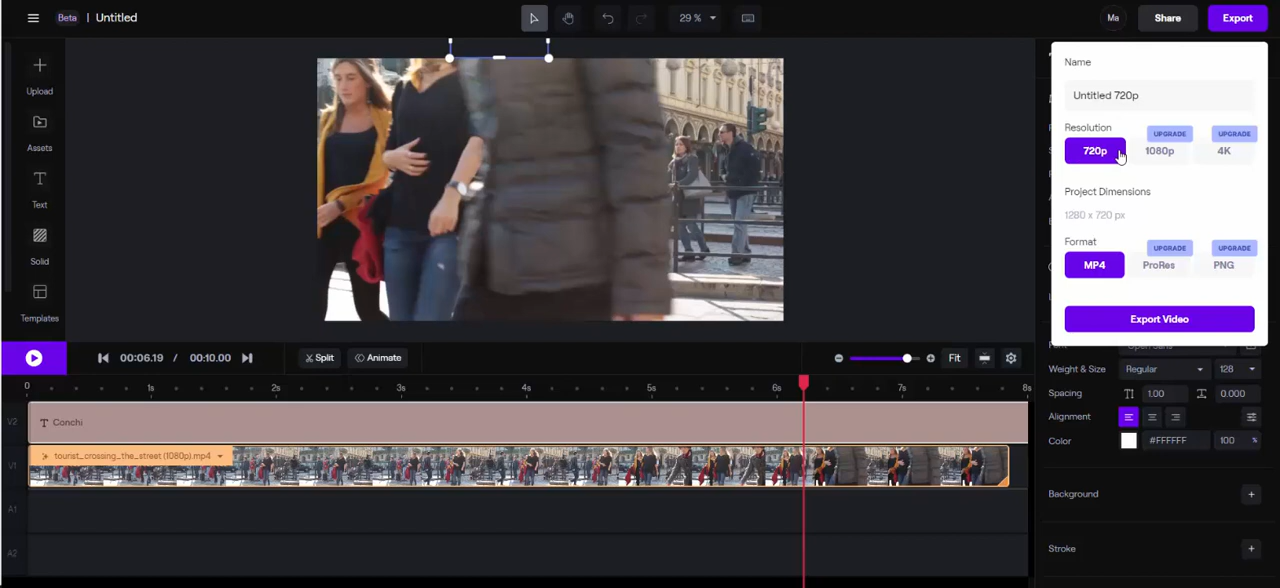 Beta | Untitled
29 %
Ma
Share
Export
Upload
Assets
Text
Solid
Templates
Name
Untitled 720p
Resolution
UPGRADE
UPGRADE
720p
1080p
4K
Project Dimensions
1280 x 720 px
Format
UPGRADE
UPGRADE
MP4
ProRes
PNG
Export Video
00:06.19 / 00:10.00
Split
Animate
Fit
0 1s 2s 3s 4s 5s 6s 7s 8s
V2
T Conchi
V1
tourist_crossing_the_street (1080p).mp4
A1
A2
Open Sans
Weight & Size
Regular
128
Spacing
1.00
0.000
Alignment
Color
#FFFFFF
100
%
Background
Stroke